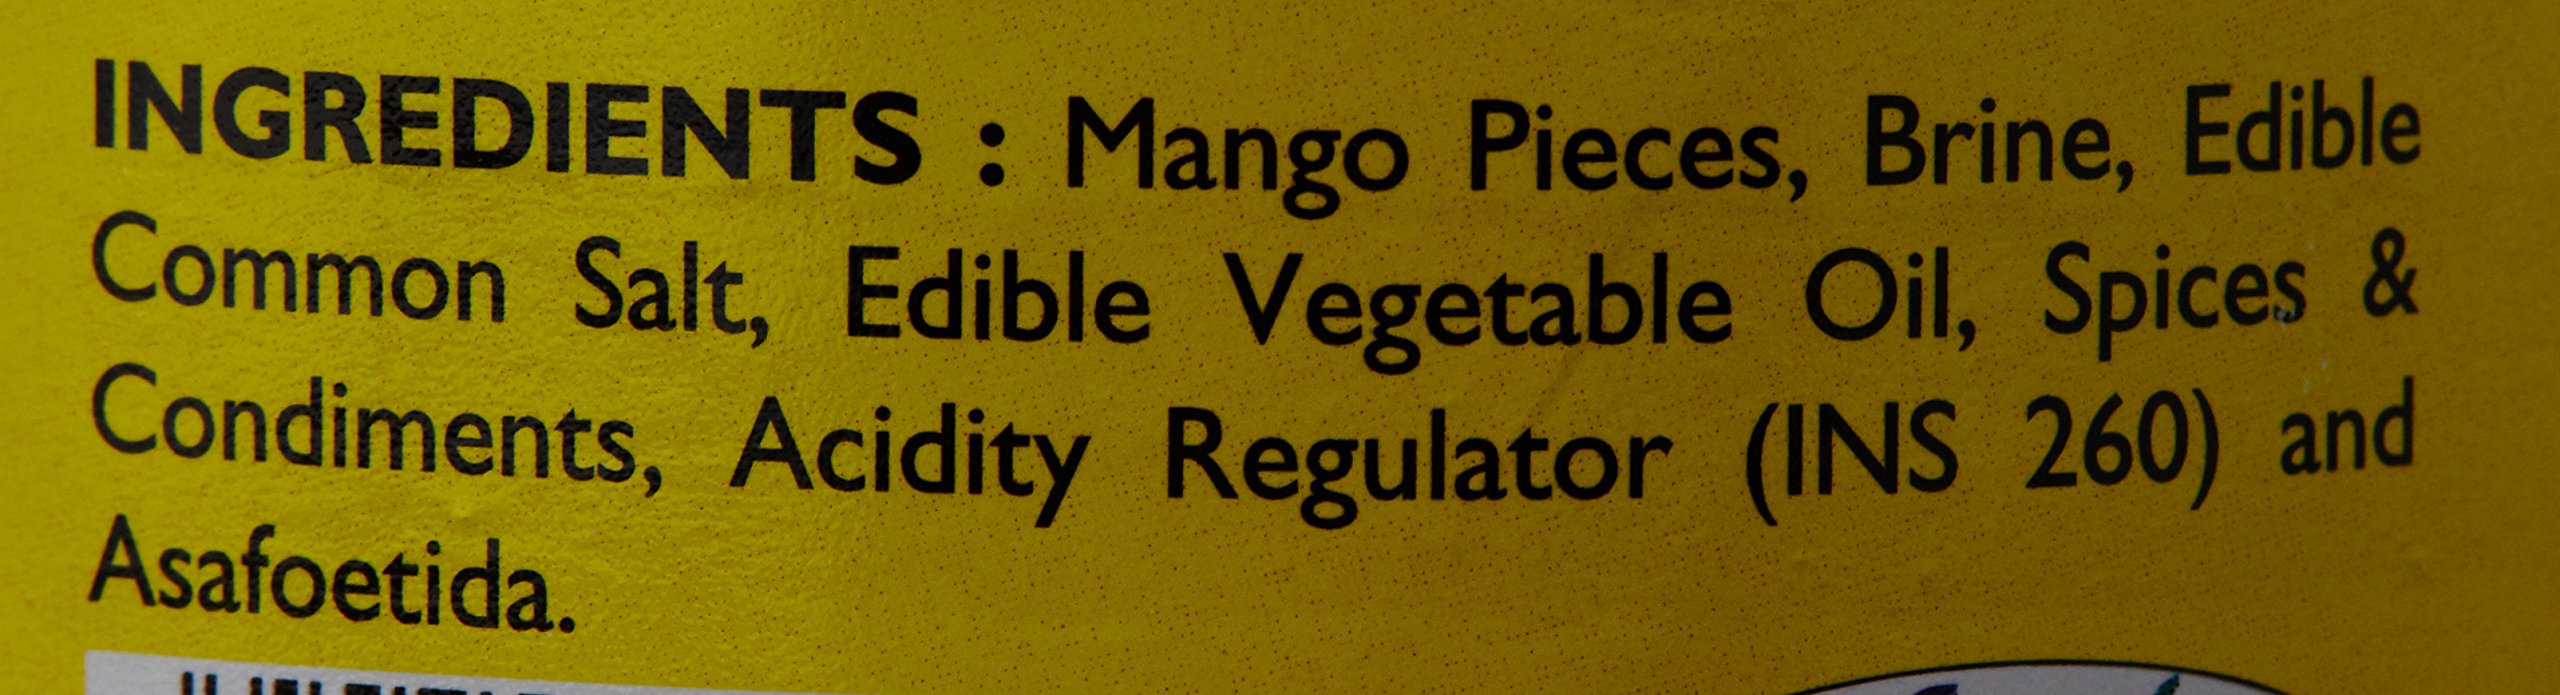 INGREDIENTS : Mango Pieces, Brine, Edible
Common Salt, Edible Vegetable Oil, Spices &
Condiments, Acidity Regulator (INS 260) and
Asafoetida.